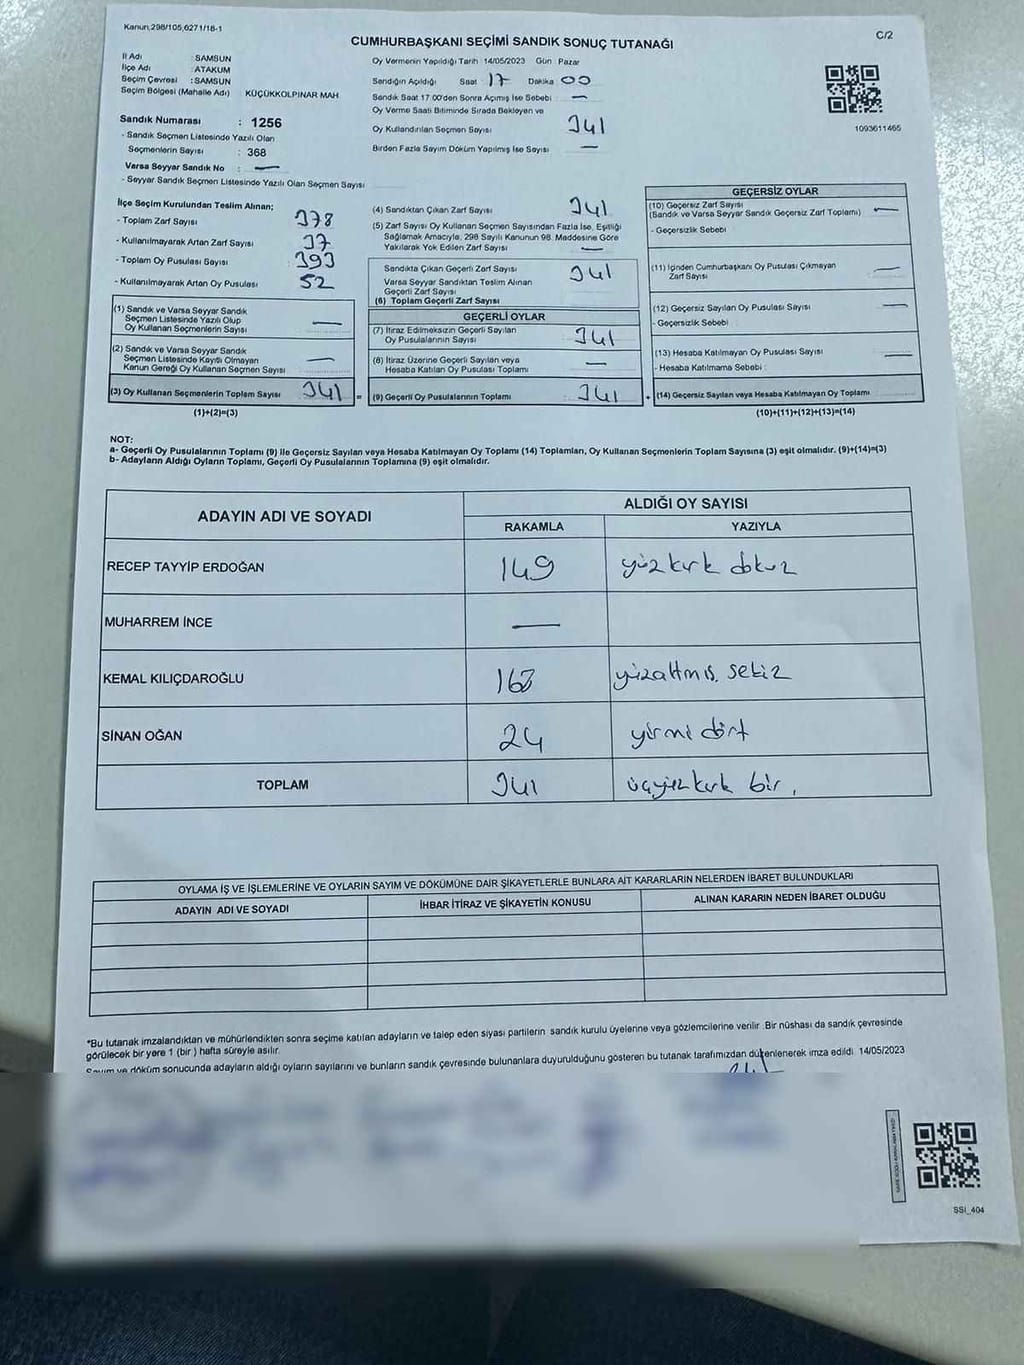 Kanun 298/105,6271/18-1
C/2
CUMHURBAŞKANI SEÇİMİ SANDIK SONUÇ TUTANAĞI
İl Adı : SAMSUN
İlçe Adı : ATAKUM
Seçim Çevresi : SAMSUN
Seçim Bölgesi (Mahalle Adı) KÜÇÜKKOLPINAR MAH
Sandık Numarası : 1256
- Sandık Seçmen Listesinde Yazılı Olan
Seçmenlerin Sayısı : 368
Varsa Seyyar Sandık No : —
- Seyyar Sandık Seçmen Listesinde Yazılı Olan Seçmen Sayısı
Oy Vermenin Yapıldığı Tarih 14/05/2023 Gün : Pazar
Sandığın Açıldığı Saat 17 Dakika 00
Sandık Saat 17.00'den Sonra Açımış İse Sebebi : —
Oy Verme Saati Bitiminde Sırada Bekleyen ve
Oy Kullandırılan Seçmen Sayısı 341
Birden Fazla Sayım Döküm Yapılmış İse Sayısı —
1093611465
İlçe Seçim Kurulundan Teslim Alınan;
- Toplam Zarf Sayısı 378
- Kullanılmayarak Artan Zarf Sayısı 37
- Toplam Oy Pusulası Sayısı : 393
- Kullanılmayarak Artan Oy Pusulası 52
(1) Sandık ve Varsa Seyyar Sandık
Seçmen Listesinde Yazılı Olup
Oy Kullanan Seçmenlerin Sayısı —
(2) Sandık ve Varsa Seyyar Sandık
Seçmen Listesinde Kayıtlı Olmayan
Kanun Gereği Oy Kullanan Seçmen Sayısı —
(3) Oy Kullanan Seçmenlerin Toplam Sayısı 341
(1)+(2)=(3)
(4) Sandıktan Çıkan Zarf Sayısı 341
(5) Zarf Sayısı Oy Kullanan Seçmen Sayısından Fazla İse, Eşitliği
Sağlamak Amacıyla, 298 Sayılı Kanunun 98. Maddesine Göre
Yakılarak Yok Edilen Zarf Sayısı —
Sandıkta Çıkan Geçerli Zarf Sayısı 341
Varsa Seyyar Sandıktan Teslim Alınan
Geçerli Zarf Sayısı
(6) Toplam Geçerli Zarf Sayısı
GEÇERLİ OYLAR
(7) İtiraz Edilmeksizin Geçerli Sayılan
Oy Pusulalarının Sayısı 341
(8) İtiraz Üzerine Geçerli Sayılan veya
Hesaba Katılan Oy Pusulası Toplamı —
= (9) Geçerli Oy Pusulalarının Toplamı : 341
GEÇERSİZ OYLAR
(10) Geçersiz Zarf Sayısı
(Sandık ve Varsa Seyyar Sandık Geçersiz Zarf Toplamı) —
- Geçersizlik Sebebi :
(11) İçinden Cumhurbaşkanı Oy Pusulası Çıkmayan
Zarf Sayısı —
(12) Geçersiz Sayılan Oy Pusulası Sayısı —
- Geçersizlik Sebebi :
(13) Hesaba Katılmayan Oy Pusulası Sayısı —
- Hesaba Katılmama Sebebi :
+ (14) Geçersiz Sayılan veya Hesaba Katılmayan Oy Toplamı
(10)+(11)+(12)+(13)=(14)
NOT:
a- Geçerli Oy Pusulalarının Toplamı (9) ile Geçersiz Sayılan veya Hesaba Katılmayan Oy Toplamı (14) Toplamları, Oy Kullanan Seçmenlerin Toplam Sayısına (3) eşit olmalıdır. (9)+(14)=(3)
b- Adayların Aldığı Oyların Toplamı, Geçerli Oy Pusulalarının Toplamına (9) eşit olmalıdır.
ADAYIN ADI VE SOYADI ALDIĞI OY SAYISI
RAKAMLA YAZIYLA
RECEP TAYYİP ERDOĞAN 149 yüzkırk dokuz
MUHARREM İNCE —
KEMAL KILIÇDAROĞLU 168 yüzaltmış sekiz
SİNAN OĞAN 24 yirmi dört
TOPLAM 341 üçyüzkırk bir.
OYLAMA İŞ VE İŞLEMLERİNE VE OYLARIN SAYIM VE DÖKÜMÜNE DAİR ŞİKAYETLERLE BUNLARA AİT KARARLARIN NELERDEN İBARET BULUNDUKLARI
ADAYIN ADI VE SOYADI İHBAR İTİRAZ VE ŞİKAYETİN KONUSU ALINAN KARARIN NEDEN İBARET OLDUĞU
*Bu tutanak imzalandıktan ve mühürlendikten sonra seçime katılan adayların ve talep eden siyasi partilerin sandık kurulu üyelerine veya gözlemcilerine verilir. Bir nüshası da sandık çevresinde
görülecek bir yere 1 (bir ) hafta süreyle asılır.
Sayım ve döküm sonucunda adayların aldığı oyların sayılarını ve bunların sandık çevresinde bulunanlara duyurulduğunu gösteren bu tutanak tarafımızdan düzenlenerek imza edildi. 14/05/2023
SSI_404